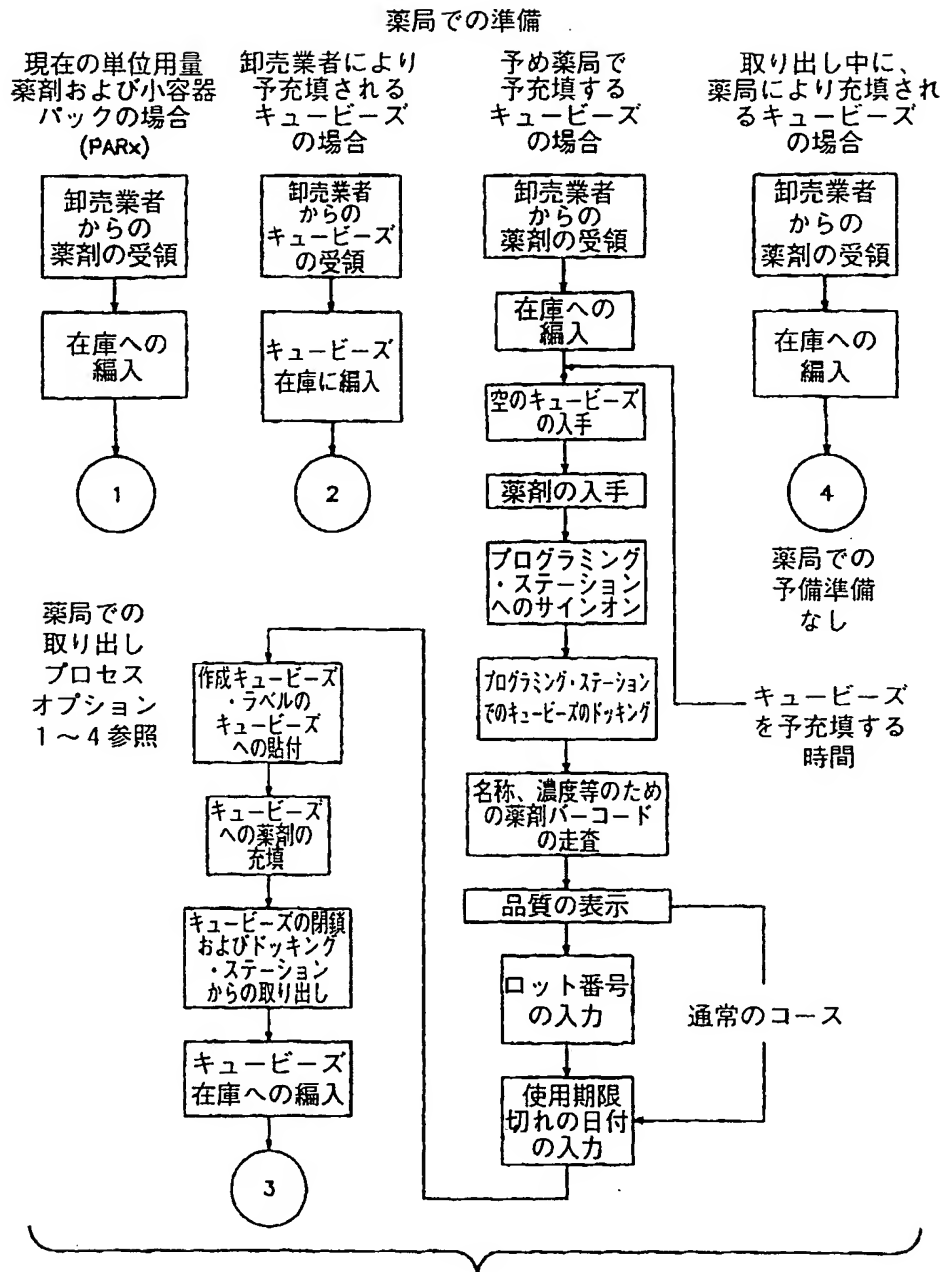 薬局での準備
現在の単位用量
薬剤および小容器
パックの場合
(PARx)
卸売業者
からの
薬剤の受領
在庫への
編入
1
卸売業者により
予充填される
キュービーズ
の場合
卸売業者
からの
キュービーズ
の受領
キュービーズ
在庫に編入
2
予め薬局で
予充填する
キュービーズ
の場合
卸売業者
からの
薬剤の受領
在庫への
編入
空のキュービーズ
の入手
薬剤の入手
プログラミング
・ステーション
へのサインオン
プログラミング・ステーション
でのキュービーズのドッキング
名称、濃度等のため
の薬剤バーコード
の走査
品質の表示
ロット番号
の入力
通常のコース
使用期限
切れの日付
の入力
取り出し中に、
薬局により充填され
るキュービーズ
の場合
卸売業者
からの
薬剤の受領
在庫への
編入
4
薬局での
予備準備
なし
キュービーズ
を予充填する
時間
薬局での
取り出し
プロセス
オプション
1～4参照
作成キュービーズ
・ラベルの
キュービーズ
への貼付
キュービーズ
への薬剤の
充填
キュービーズの閉鎖
およびドッキング
・ステーション
からの取り出し
キュービーズ
在庫への編入
3